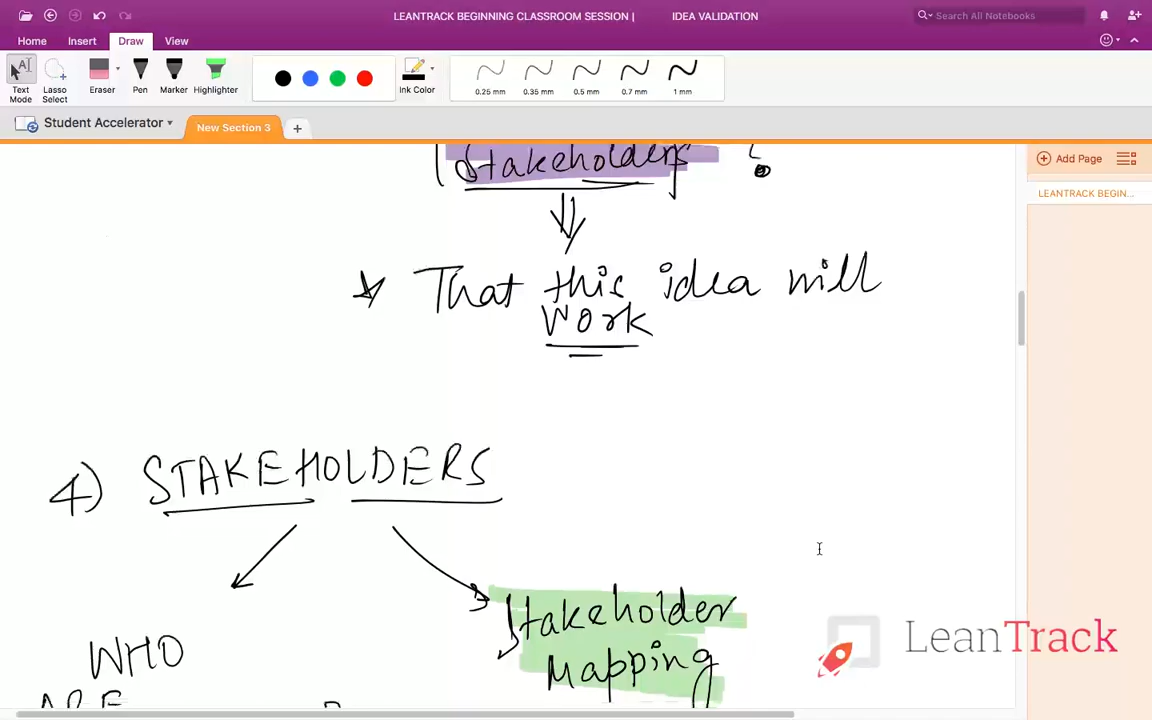 LEANTRACK BEGINNING CLASSROOM SESSION | IDEA VALIDATION
Search All Notebooks
Home Insert Draw View
Text Mode
Lasso Select
Eraser
Pen
Marker
Highlighter
Ink Color
0.25 mm 0.35 mm 0.5 mm 0.7 mm 1 mm
Student Accelerator
New Section 3
Add Page
LEANTRACK BEGIN...
Stakeholders
That this idea will
Work
4) STAKEHOLDERS
Stakeholder
Mapping
WHO
ARE
LeanTrack